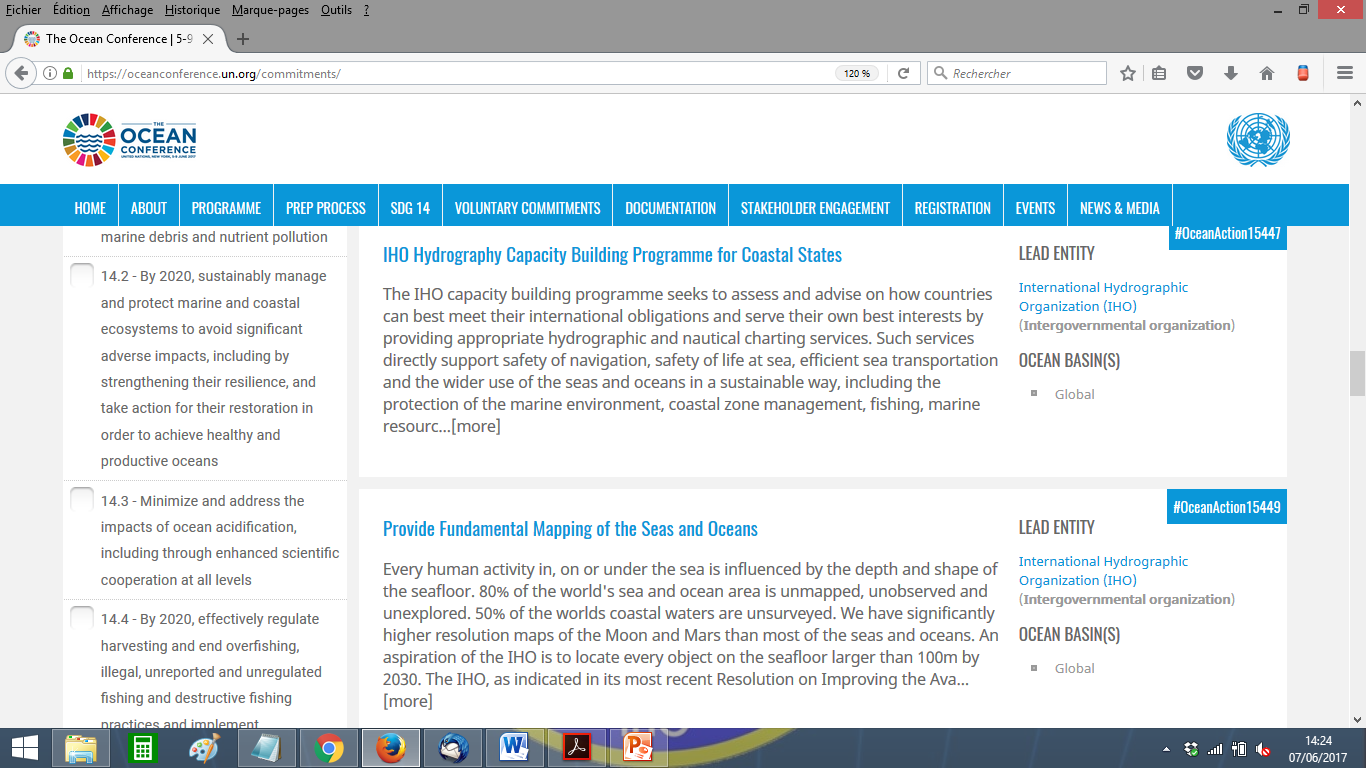 Fichier Édition Affichage Historique Marque-pages Outils ?
The Ocean Conference | 5-9
https://oceanconference.un.org/commitments/
120 %
Rechercher
THE
OCEAN
CONFERENCE
UNITED NATIONS, NEW YORK, 5-9 JUNE 2017
HOME ABOUT PROGRAMME PREP PROCESS SDG 14 VOLUNTARY COMMITMENTS DOCUMENTATION STAKEHOLDER ENGAGEMENT REGISTRATION EVENTS NEWS & MEDIA
marine debris and nutrient pollution
14.2 - By 2020, sustainably manage
and protect marine and coastal
ecosystems to avoid significant
adverse impacts, including by
strengthening their resilience, and
take action for their restoration in
order to achieve healthy and
productive oceans
14.3 - Minimize and address the
impacts of ocean acidification,
including through enhanced scientific
cooperation at all levels
14.4 - By 2020, effectively regulate
harvesting and end overfishing,
illegal, unreported and unregulated
fishing and destructive fishing
practices and implement
#OceanAction15447
IHO Hydrography Capacity Building Programme for Coastal States
The IHO capacity building programme seeks to assess and advise on how countries
can best meet their international obligations and serve their own best interests by
providing appropriate hydrographic and nautical charting services. Such services
directly support safety of navigation, safety of life at sea, efficient sea transportation
and the wider use of the seas and oceans in a sustainable way, including the
protection of the marine environment, coastal zone management, fishing, marine
resourc...[more]
LEAD ENTITY
International Hydrographic
Organization (IHO)
(Intergovernmental organization)
OCEAN BASIN(S)
Global
#OceanAction15449
Provide Fundamental Mapping of the Seas and Oceans
Every human activity in, on or under the sea is influenced by the depth and shape of
the seafloor. 80% of the world's sea and ocean area is unmapped, unobserved and
unexplored. 50% of the worlds coastal waters are unsurveyed. We have significantly
higher resolution maps of the Moon and Mars than most of the seas and oceans. An
aspiration of the IHO is to locate every object on the seafloor larger than 100m by
2030. The IHO, as indicated in its most recent Resolution on Improving the Ava...
[more]
LEAD ENTITY
International Hydrographic
Organization (IHO)
(Intergovernmental organization)
OCEAN BASIN(S)
Global
14:24
07/06/2017